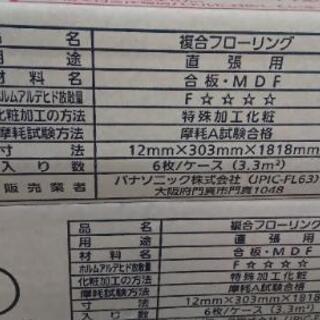 品名 複合フローリング
用途 直張用
材料名 合板・MDF
ホルムアルデヒド放散量 F☆☆☆☆
化粧加工の方法 特殊加工化粧
摩耗試験方法 摩耗A試験合格
寸法 12mm×303mm×1818mm
入り数 6枚/ケース (3.3m²)
販売業者 パナソニック株式会社 (JPIC-FL63)
大阪府門真市門真1048
品名 複合フローリング
用途 直張用
材料名 合板・MDF
ホルムアルデヒド放散量 F☆☆☆☆
化粧加工の方法 特殊加工化粧
摩耗試験方法 摩耗A試験合格
寸法 12mm×303mm×1818
入り数 6枚/ケース (3.3m²)